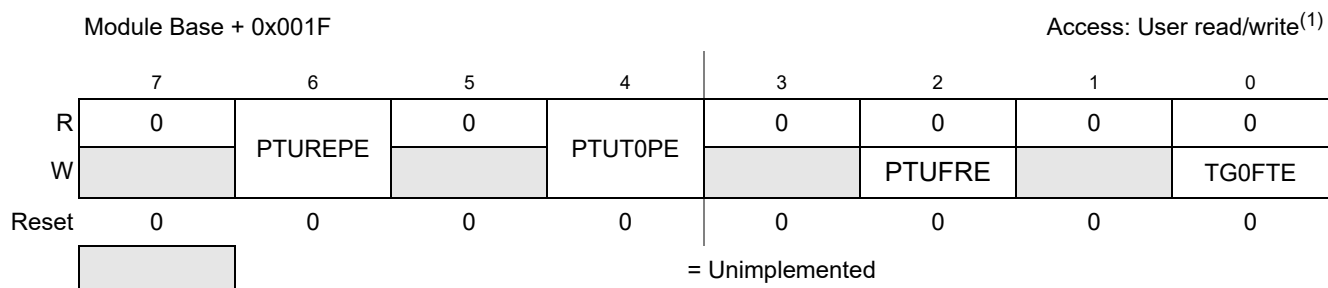 Module Base + 0x001F Access: User read/write(1)
7 6 5 4 3 2 1 0
R 0 PTUREPE 0 PTUT0PE 0 0 0 0
W PTUFRE TG0FTE
Reset 0 0 0 0 0 0 0 0
= Unimplemented